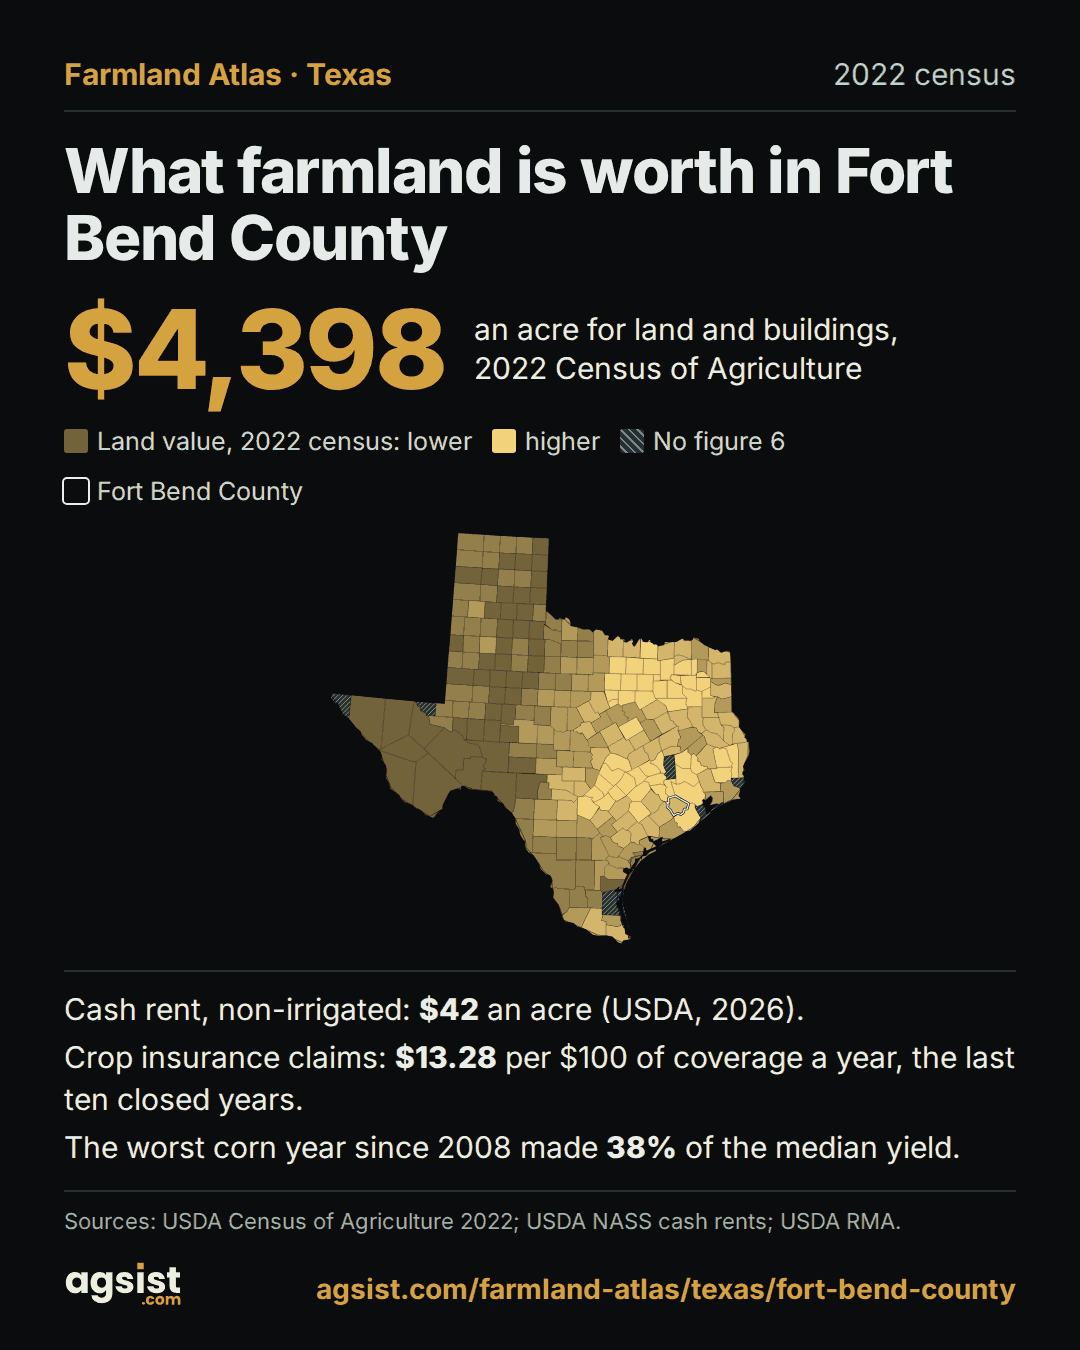 Farmland Atlas · Texas
2022 census
What farmland is worth in Fort
Bend County
$4,398
an acre for land and buildings,
2022 Census of Agriculture
Land value, 2022 census: lower
higher
No figure 6
Fort Bend County
Cash rent, non-irrigated: $42 an acre (USDA, 2026).
Crop insurance claims: $13.28 per $100 of coverage a year, the last
ten closed years.
The worst corn year since 2008 made 38% of the median yield.
Sources: USDA Census of Agriculture 2022; USDA NASS cash rents; USDA RMA.
agsist
.com
agsist.com/farmland-atlas/texas/fort-bend-county